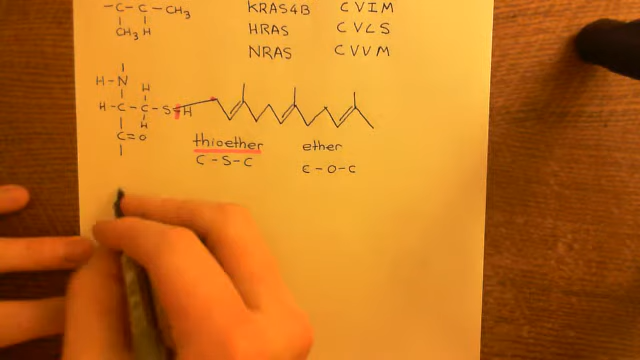 - C - C - CH3
CH3 H
KRAS4B CVIM
HRAS CVLS
NRAS CVVM
H - N H
H - C - C - S - H
H
C = O
thioether ether
C - S - C C - O - C